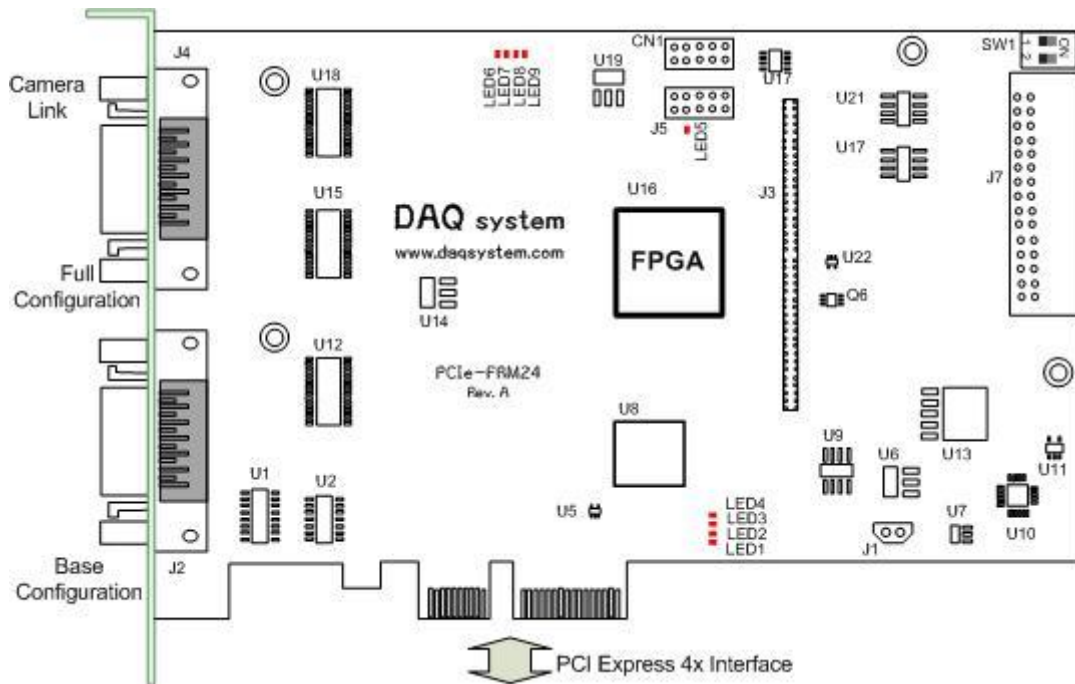 J4
Camera
Link
U18
LED6
LED7
LED8
LED9
U19
CN1
U17
SW1
ON
1 2
J5
LED5
U21
U17
J3
J7
U15
DAQ system
www.daqsystem.com
U16
FPGA
U22
Q6
Full
Configuration
U14
U12
PCIe-FRM24
Rev. A
U8
U9
U6
U13
U11
U1
U2
U5
LED4
LED3
LED2
LED1
J1
U7
U10
Base
Configuration
J2
PCI Express 4x Interface